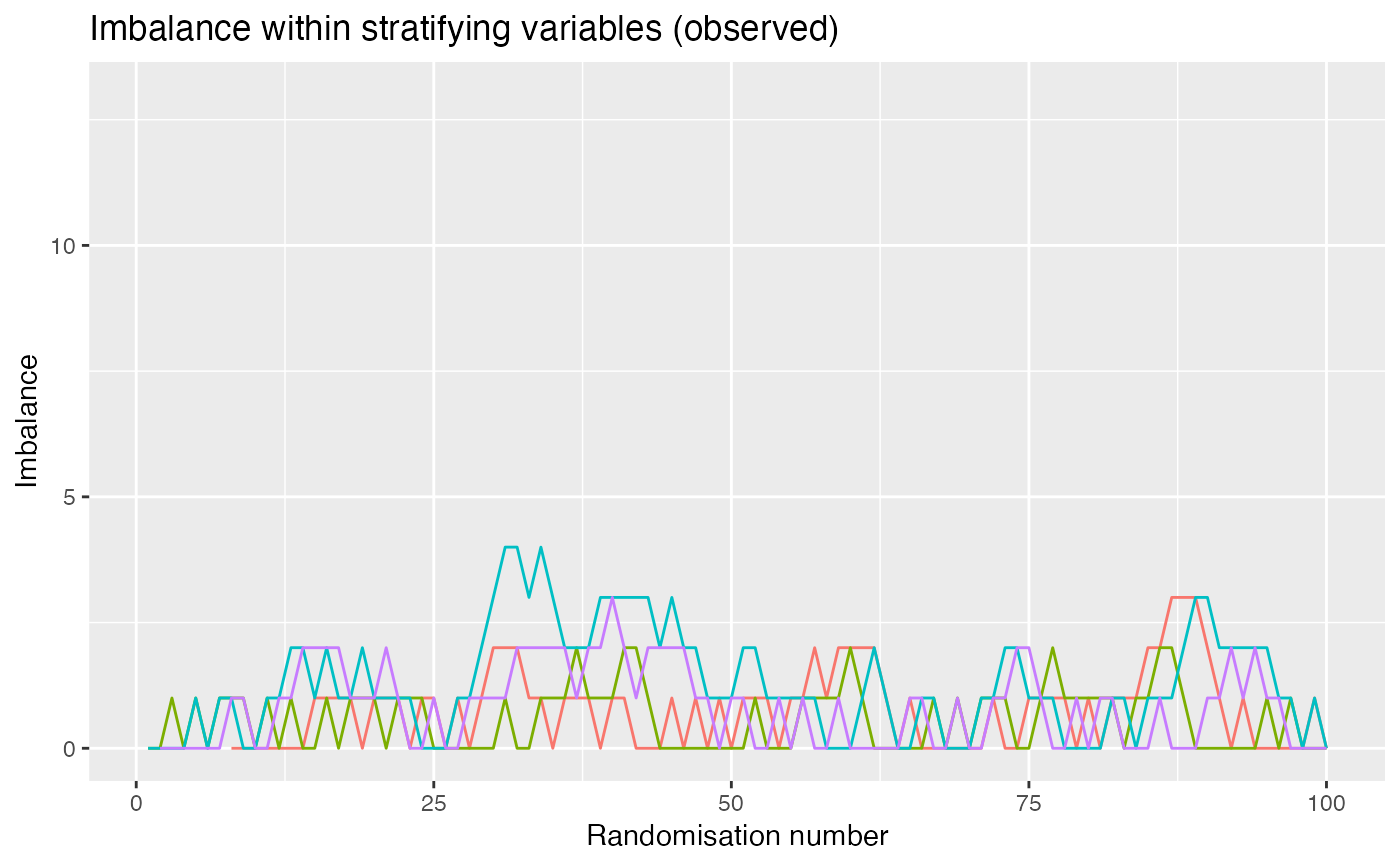 Imbalance within stratifying variables (observed)
10
5
0
Imbalance
0 25 50 75 100
Randomisation number